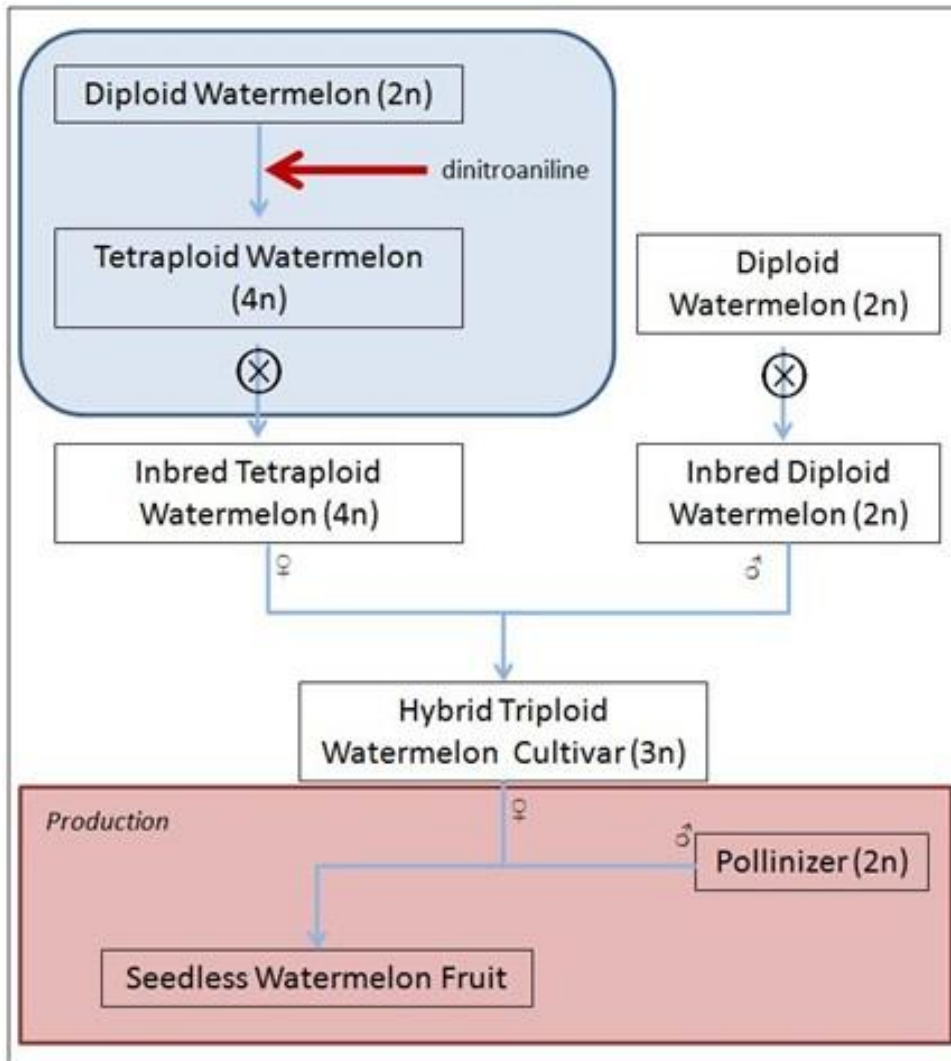 Diploid Watermelon (2n)
dinitroaniline
Tetraploid Watermelon
(4n)
Diploid
Watermelon (2n)
Inbred Tetraploid
Watermelon (4n)
Inbred Diploid
Watermelon (2n)
♀
♂
Hybrid Triploid
Watermelon Cultivar (3n)
Production
♀
♂
Pollinizer (2n)
Seedless Watermelon Fruit